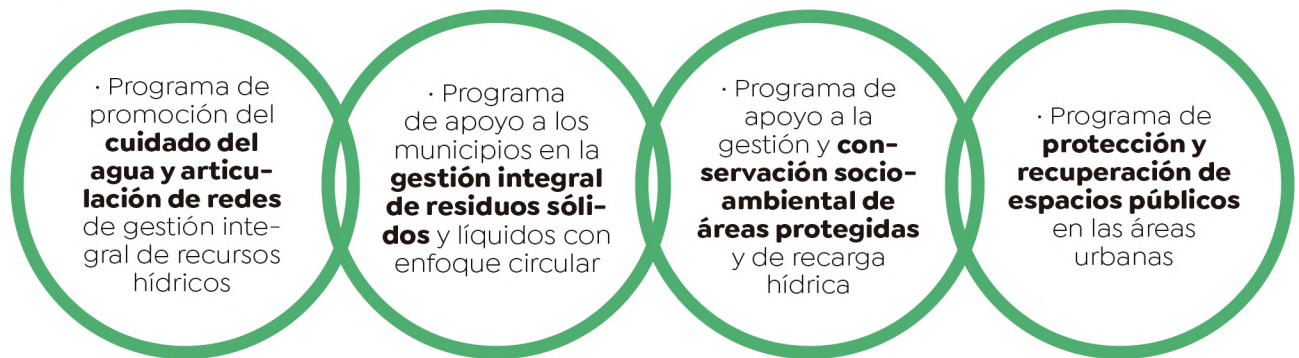 · Programa de
promoción del
cuidado del
agua y articu-
lación de redes
de gestión inte-
gral de recursos
hídricos
· Programa
de apoyo a los
municipios en la
gestión integral
de residuos sóli-
dos y líquidos con
enfoque circular
· Programa de
apoyo a la
gestión y con-
servación socio-
ambiental de
áreas protegidas
y de recarga
hídrica
· Programa de
protección y
recuperación de
espacios públicos
en las áreas
urbanas